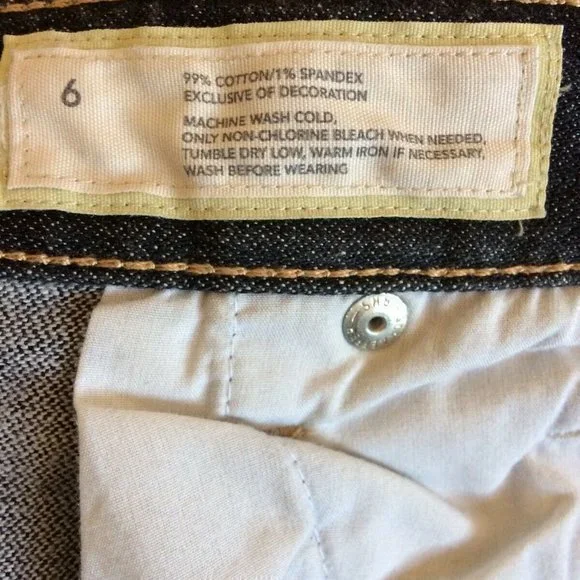 6
99% COTTON/1% SPANDEX
EXCLUSIVE OF DECORATION
MACHINE WASH COLD,
ONLY NON-CHLORINE BLEACH WHEN NEEDED,
TUMBLE DRY LOW, WARM IRON IF NECESSARY,
WASH BEFORE WEARING